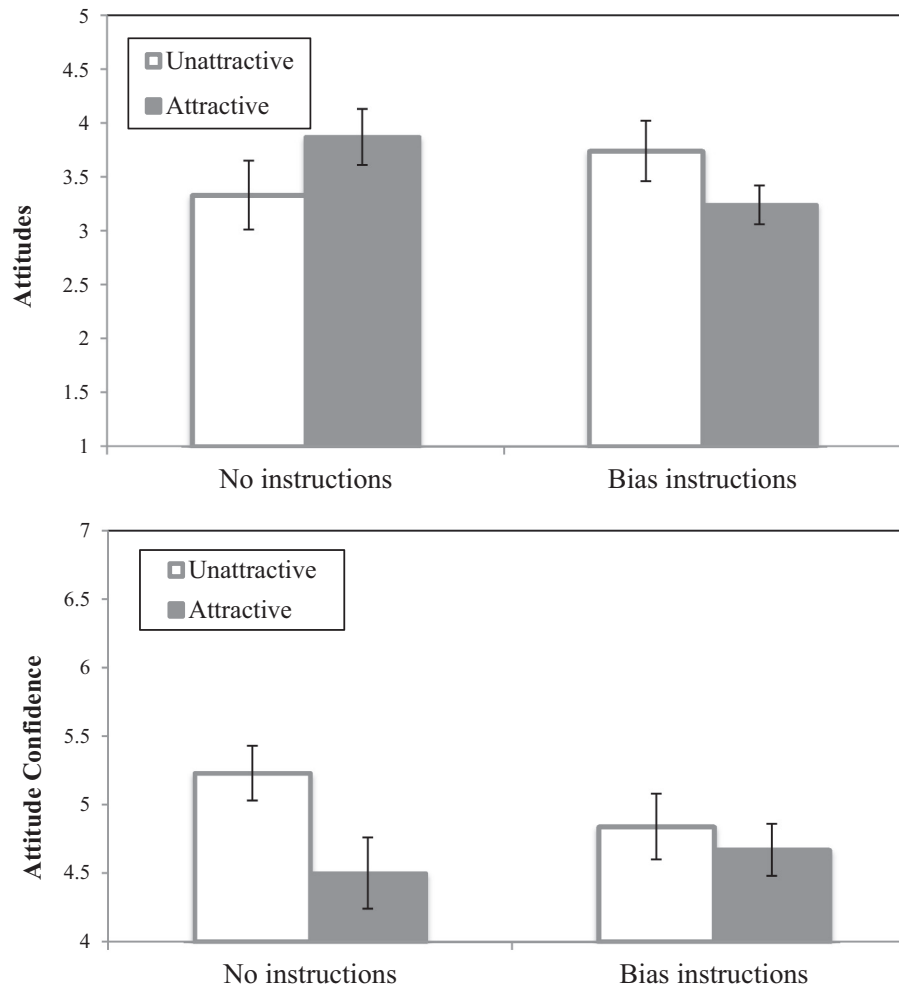 5
4.5
4
3.5
3
2.5
2
1.5
1
Attitudes
Unattractive
Attractive
No instructions
Bias instructions
7
6.5
6
5.5
5
4.5
4
Attitude Confidence
Unattractive
Attractive
No instructions
Bias instructions